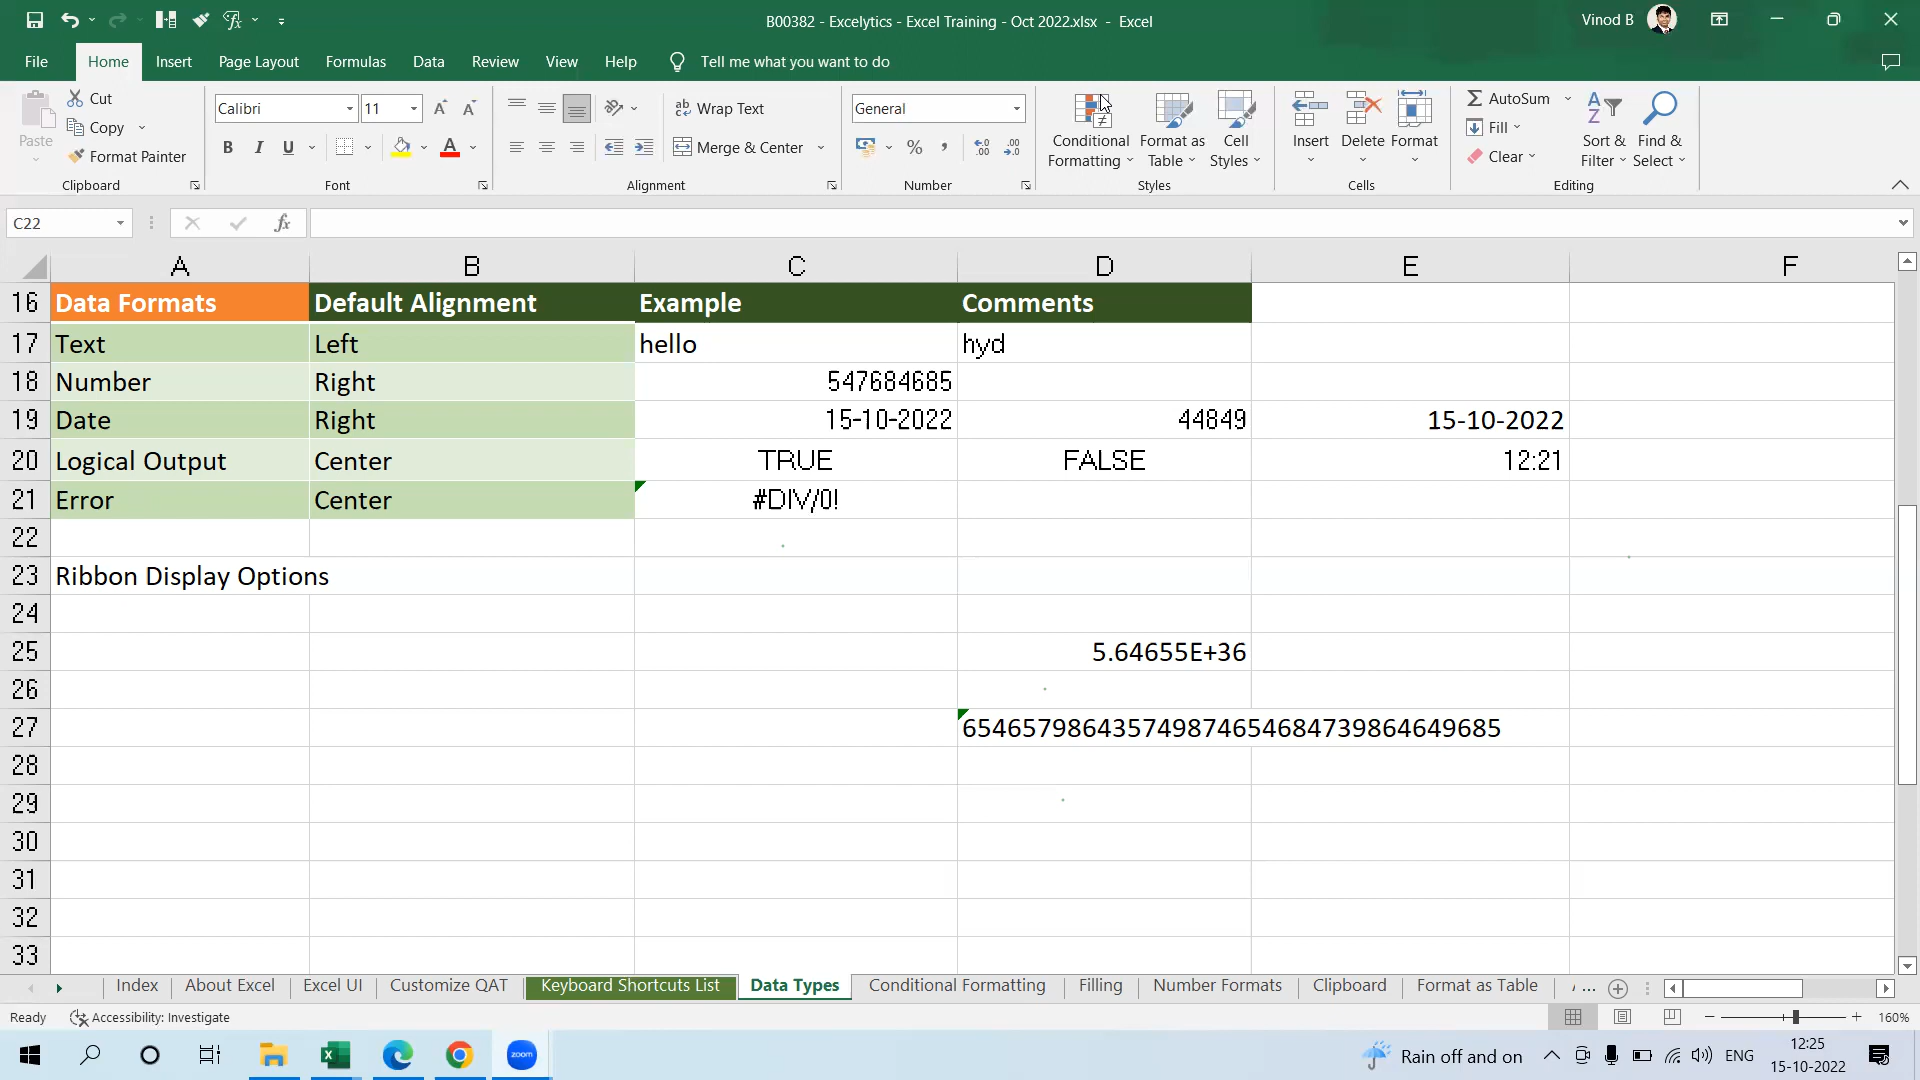 B00382 - Excelytics - Excel Training - Oct 2022.xlsx - Excel
Vinod B
File Home Insert Page Layout Formulas Data Review View Help Tell me what you want to do
Paste
Cut
Copy
Format Painter
Clipboard
Calibri 11
B I U
Font
Wrap Text
Merge & Center
Alignment
General
Number
Conditional Formatting
Format as Table
Cell Styles
Styles
Insert
Delete
Format
Cells
AutoSum
Fill
Clear
Sort & Filter
Find & Select
Editing
C22
fx
A B C D E F
16 Data Formats Default Alignment Example Comments
17 Text Left hello hyd
18 Number Right 547684685
19 Date Right 15-10-2022 44849 15-10-2022
20 Logical Output Center TRUE FALSE 12:21
21 Error Center #DIV/0!
22
23 Ribbon Display Options
24
25 5.64655E+36
26
27 6546579864357498746546847398646​49685
28
29
30
31
32
33
Index About Excel Excel UI Customize QAT Keyboard Shortcuts List Data Types Conditional Formatting Filling Number Formats Clipboard Format as Table ...
Ready Accessibility: Investigate 160%
zoom Rain off and on ENG 12:25
15-10-2022